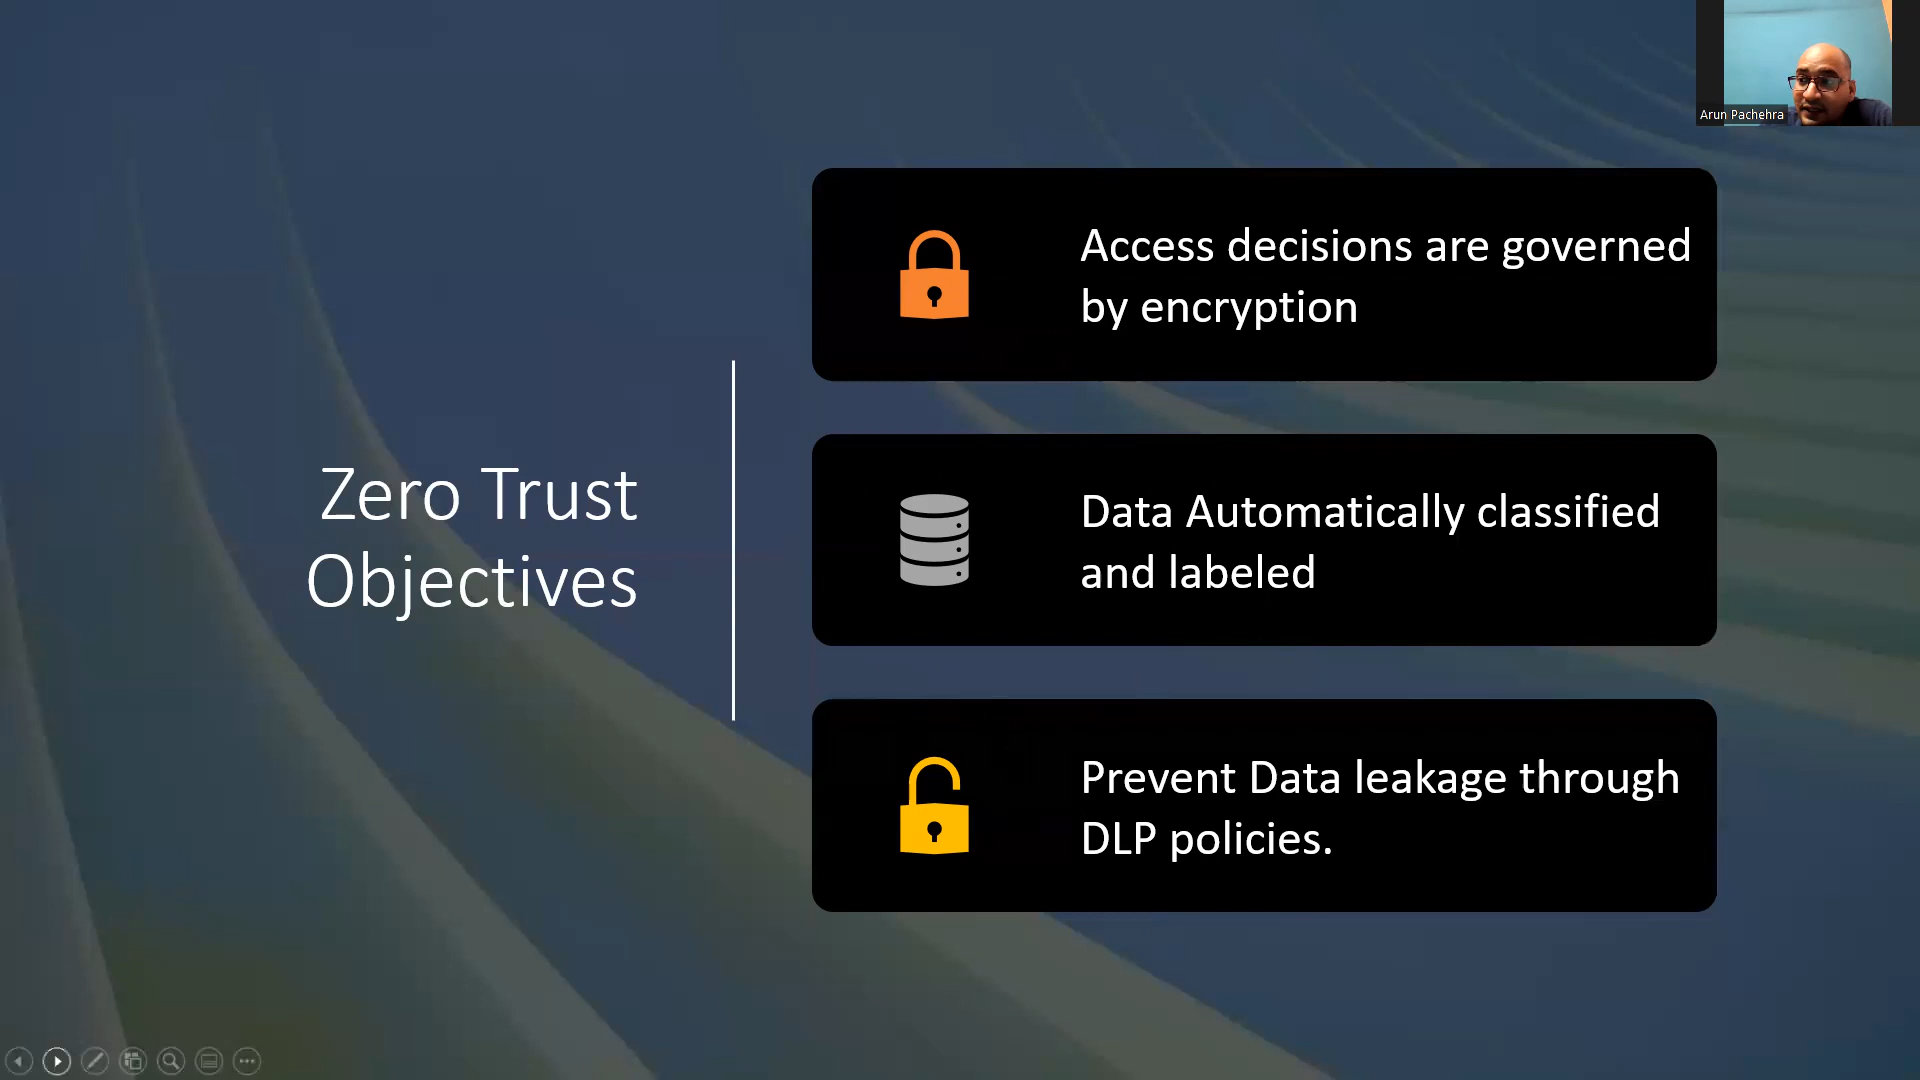 Arun Pachehra
Zero Trust
Objectives
Access decisions are governed
by encryption
Data Automatically classified
and labeled
Prevent Data leakage through
DLP policies.